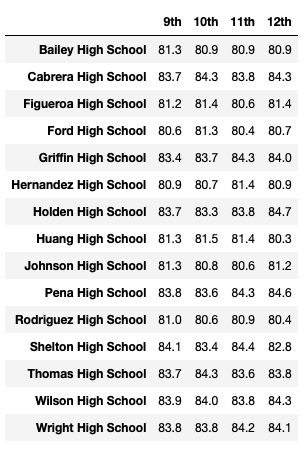 9th 10th 11th 12th
Bailey High School 81.3 80.9 80.9 80.9
Cabrera High School 83.7 84.3 83.8 84.3
Figueroa High School 81.2 81.4 80.6 81.4
Ford High School 80.6 81.3 80.4 80.7
Griffin High School 83.4 83.7 84.3 84.0
Hernandez High School 80.9 80.7 81.4 80.9
Holden High School 83.7 83.3 83.8 84.7
Huang High School 81.3 81.5 81.4 80.3
Johnson High School 81.3 80.8 80.6 81.2
Pena High School 83.8 83.6 84.3 84.6
Rodriguez High School 81.0 80.6 80.9 80.4
Shelton High School 84.1 83.4 84.4 82.8
Thomas High School 83.7 84.3 83.6 83.8
Wilson High School 83.9 84.0 83.8 84.3
Wright High School 83.8 83.8 84.2 84.1